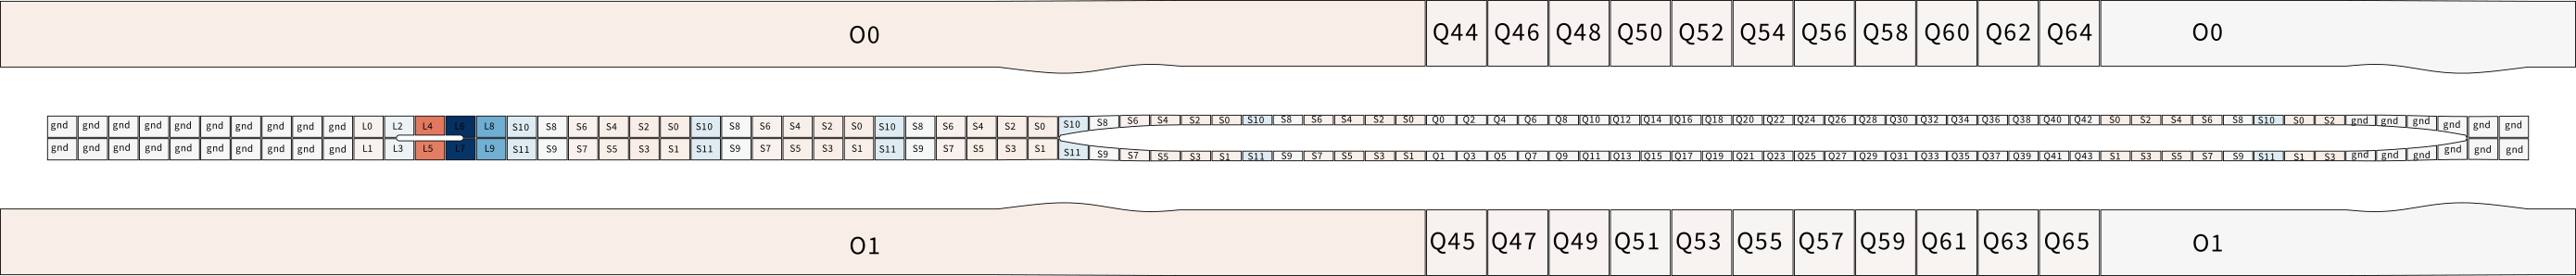 O0 Q44 Q46 Q48 Q50 Q52 Q54 Q56 Q58 Q60 Q62 Q64 O0
gnd gnd gnd gnd gnd gnd gnd gnd gnd gnd L0 L2 L4 L6 L8 S10 S8 S6 S4 S2 S0 S10 S8 S6 S4 S2 S0 S10 S8 S6 S4 S2 S0 S10 S8 S6 S4 S2 S0 S10 S8 S6 S4 S2 S0 Q0 Q2 Q4 Q6 Q8 Q10 Q12 Q14 Q16 Q18 Q20 Q22 Q24 Q26 Q28 Q30 Q32 Q34 Q36 Q38 Q40 Q42 S0 S2 S4 S6 S8 S10 S0 S2 gnd gnd gnd gnd gnd gnd
gnd gnd gnd gnd gnd gnd gnd gnd gnd gnd L1 L3 L5 L7 L9 S11 S9 S7 S5 S3 S1 S11 S9 S7 S5 S3 S1 S11 S9 S7 S5 S3 S1 S11 S9 S7 S5 S3 S1 S11 S9 S7 S5 S3 S1 Q1 Q3 Q5 Q7 Q9 Q11 Q13 Q15 Q17 Q19 Q21 Q23 Q25 Q27 Q29 Q31 Q33 Q35 Q37 Q39 Q41 Q43 S1 S3 S5 S7 S9 S11 S1 S3 gnd gnd gnd gnd gnd gnd
O1 Q45 Q47 Q49 Q51 Q53 Q55 Q57 Q59 Q61 Q63 Q65 O1